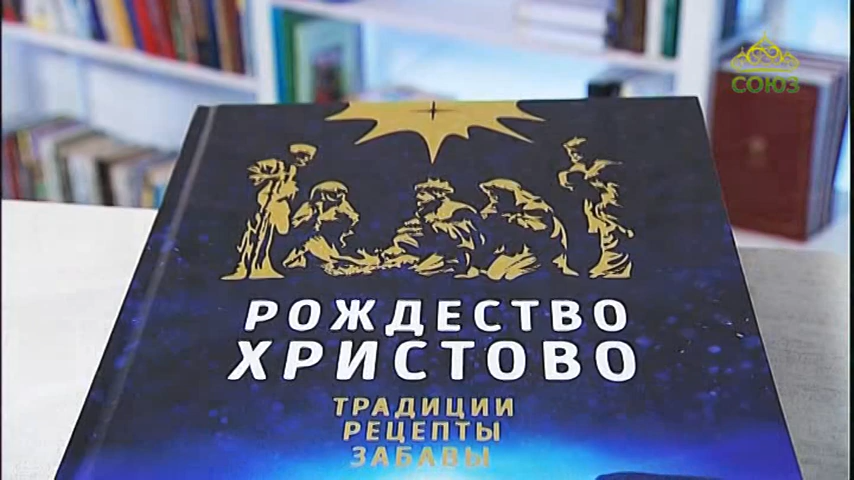 СОЮЗ
РОЖДЕСТВО
ХРИСТОВО
ТРАДИЦИИ
РЕЦЕПТЫ
ЗАБАВЫ